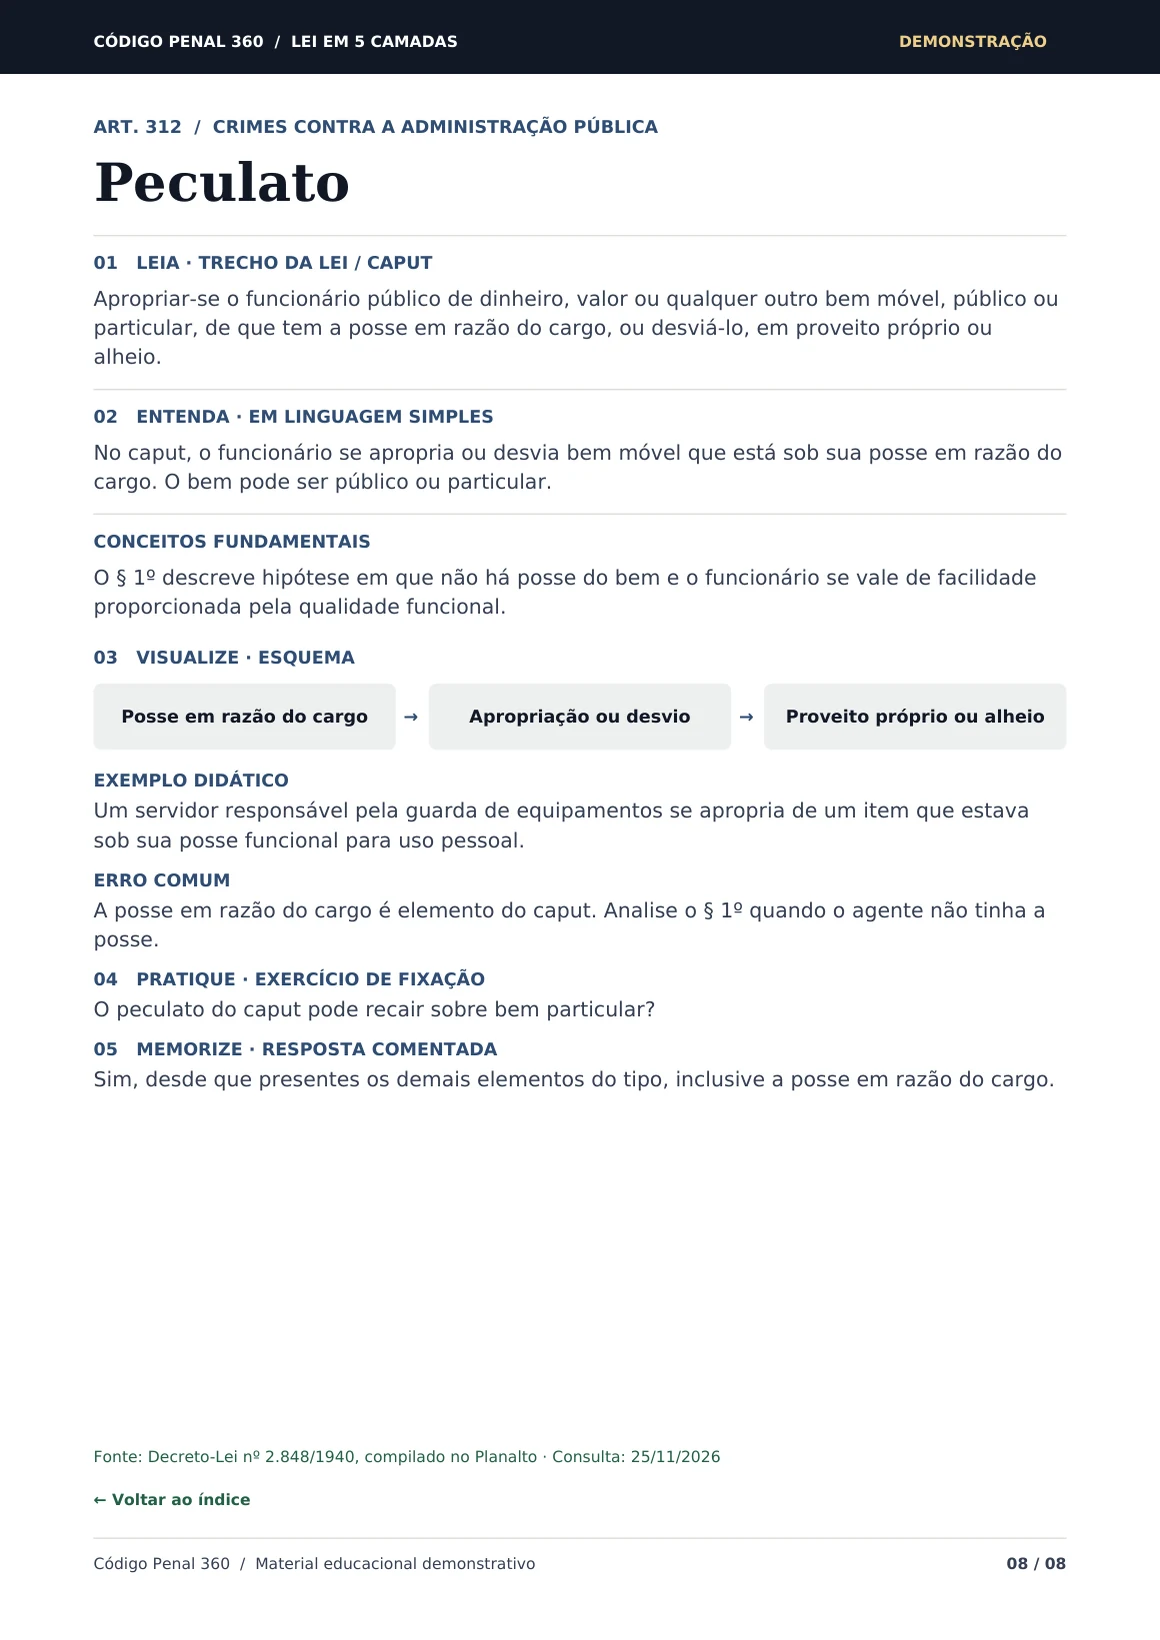 CÓDIGO PENAL 360 / LEI EM 5 CAMADAS
DEMONSTRAÇÃO
ART. 312 / CRIMES CONTRA A ADMINISTRAÇÃO PÚBLICA
Peculato
01 LEIA · TRECHO DA LEI / CAPUT
Apropriar-se o funcionário público de dinheiro, valor ou qualquer outro bem móvel, público ou
particular, de que tem a posse em razão do cargo, ou desviá-lo, em proveito próprio ou
alheio.
02 ENTENDA · EM LINGUAGEM SIMPLES
No caput, o funcionário se apropria ou desvia bem móvel que está sob sua posse em razão do
cargo. O bem pode ser público ou particular.
CONCEITOS FUNDAMENTAIS
O § 1º descreve hipótese em que não há posse do bem e o funcionário se vale de facilidade
proporcionada pela qualidade funcional.
03 VISUALIZE · ESQUEMA
Posse em razão do cargo → Apropriação ou desvio → Proveito próprio ou alheio
EXEMPLO DIDÁTICO
Um servidor responsável pela guarda de equipamentos se apropria de um item que estava
sob sua posse funcional para uso pessoal.
ERRO COMUM
A posse em razão do cargo é elemento do caput. Analise o § 1º quando o agente não tinha a
posse.
04 PRATIQUE · EXERCÍCIO DE FIXAÇÃO
O peculato do caput pode recair sobre bem particular?
05 MEMORIZE · RESPOSTA COMENTADA
Sim, desde que presentes os demais elementos do tipo, inclusive a posse em razão do cargo.
Fonte: Decreto-Lei nº 2.848/1940, compilado no Planalto · Consulta: 25/11/2026
← Voltar ao índice
Código Penal 360 / Material educacional demonstrativo
08 / 08